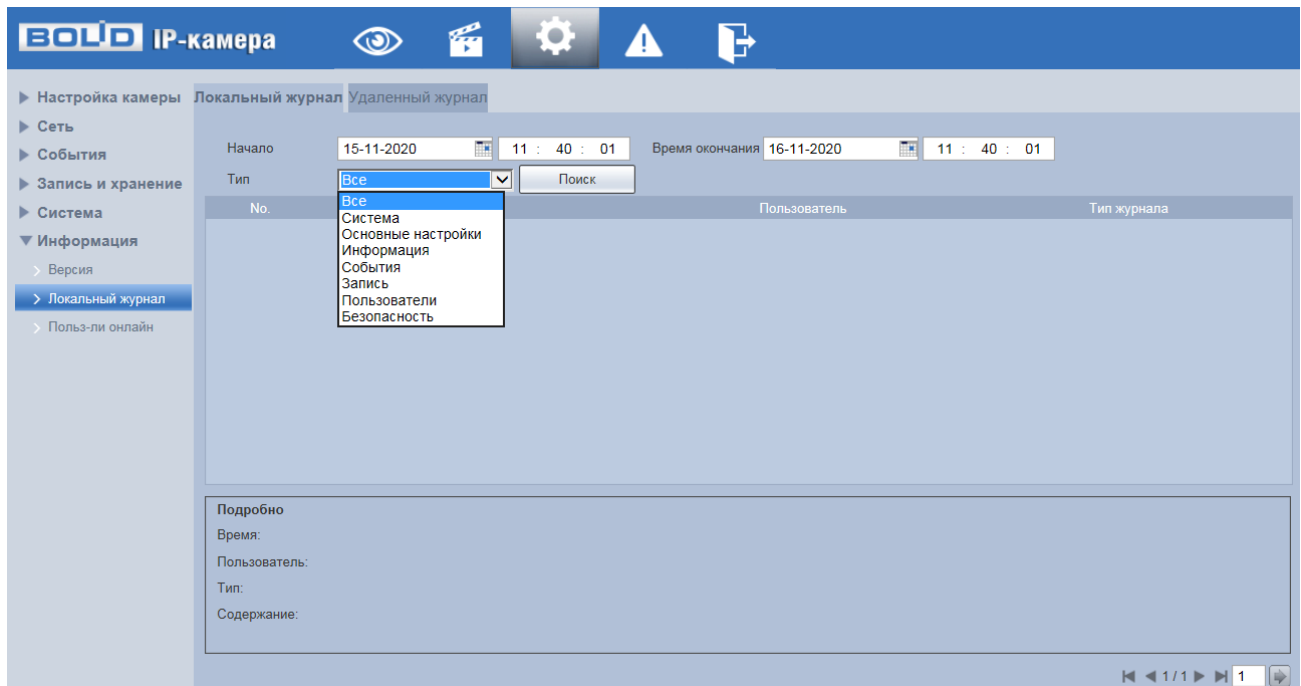 BOLID IP-камера
Настройка камеры
Сеть
События
Запись и хранение
Система
Информация
Версия
Локальный журнал
Польз-ли онлайн
Локальный журнал Удаленный журнал
Начало 15-11-2020 11 : 40 : 01 Время окончания 16-11-2020 11 : 40 : 01
Тип Все Поиск
Все
Система
Основные настройки
Информация
События
Запись
Пользователи
Безопасность
No. Пользователь Тип журнала
Подробно
Время:
Пользователь:
Тип:
Содержание:
1 / 1 1